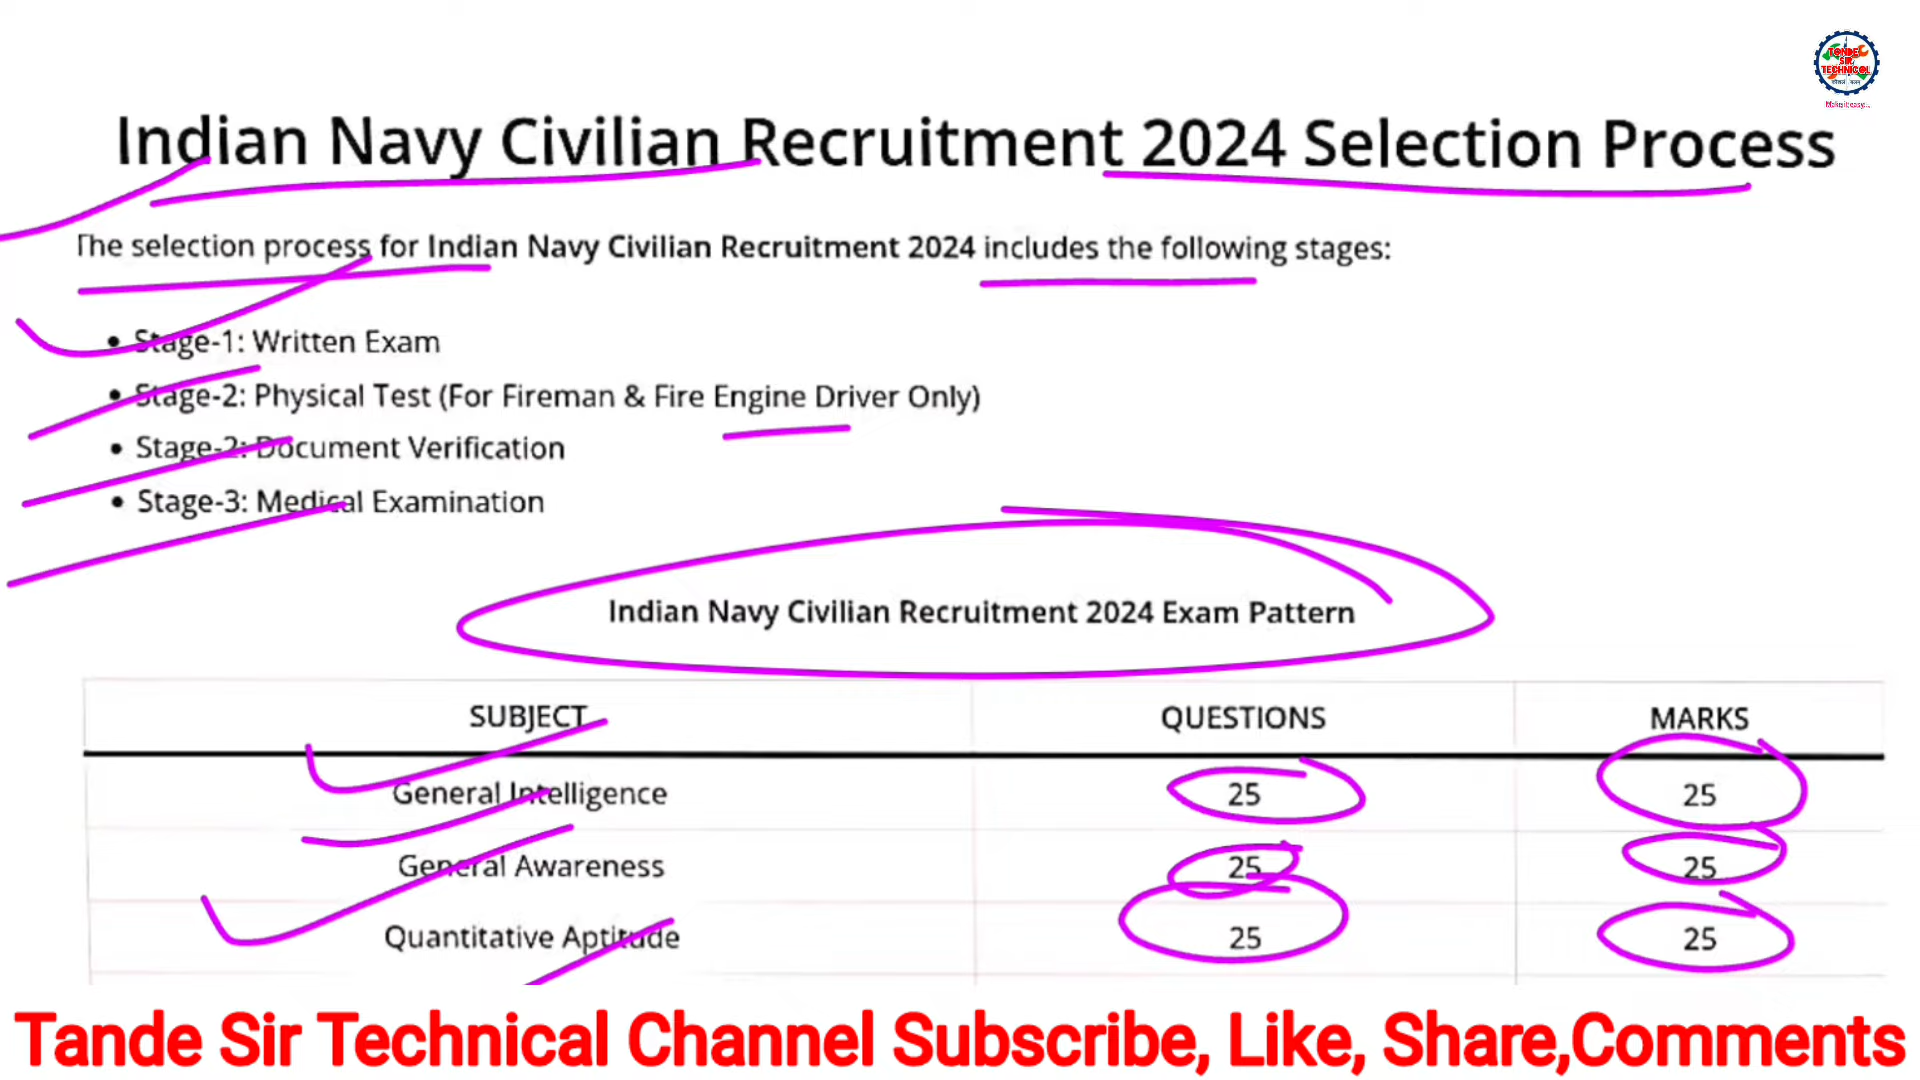 TONDE
SIR
TECHNICOL
Indian Navy Civilian Recruitment 2024 Selection Process
The selection process for Indian Navy Civilian Recruitment 2024 includes the following stages:
• Stage-1: Written Exam
• Stage-2: Physical Test (For Fireman & Fire Engine Driver Only)
• Stage-2: Document Verification
• Stage-3: Medical Examination
Indian Navy Civilian Recruitment 2024 Exam Pattern
SUBJECT QUESTIONS MARKS
General Intelligence 25 25
General Awareness 25 25
Quantitative Aptitude 25 25
Tande Sir Technical Channel Subscribe, Like, Share,Comments